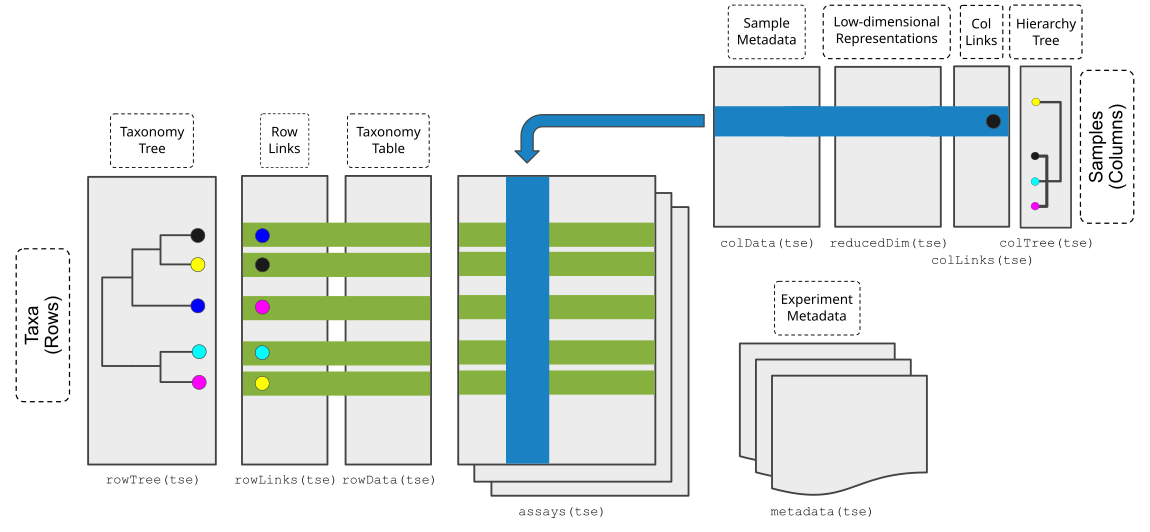 Sample
Metadata
Low-dimensional
Representations
Col
Links
Hierarchy
Tree
Samples
(Columns)
colData(tse)
reducedDim(tse)
colTree(tse)
colLinks(tse)
Taxonomy
Tree
Row
Links
Taxonomy
Table
Taxa
(Rows)
rowTree(tse)
rowLinks(tse)
rowData(tse)
assays(tse)
Experiment
Metadata
metadata(tse)